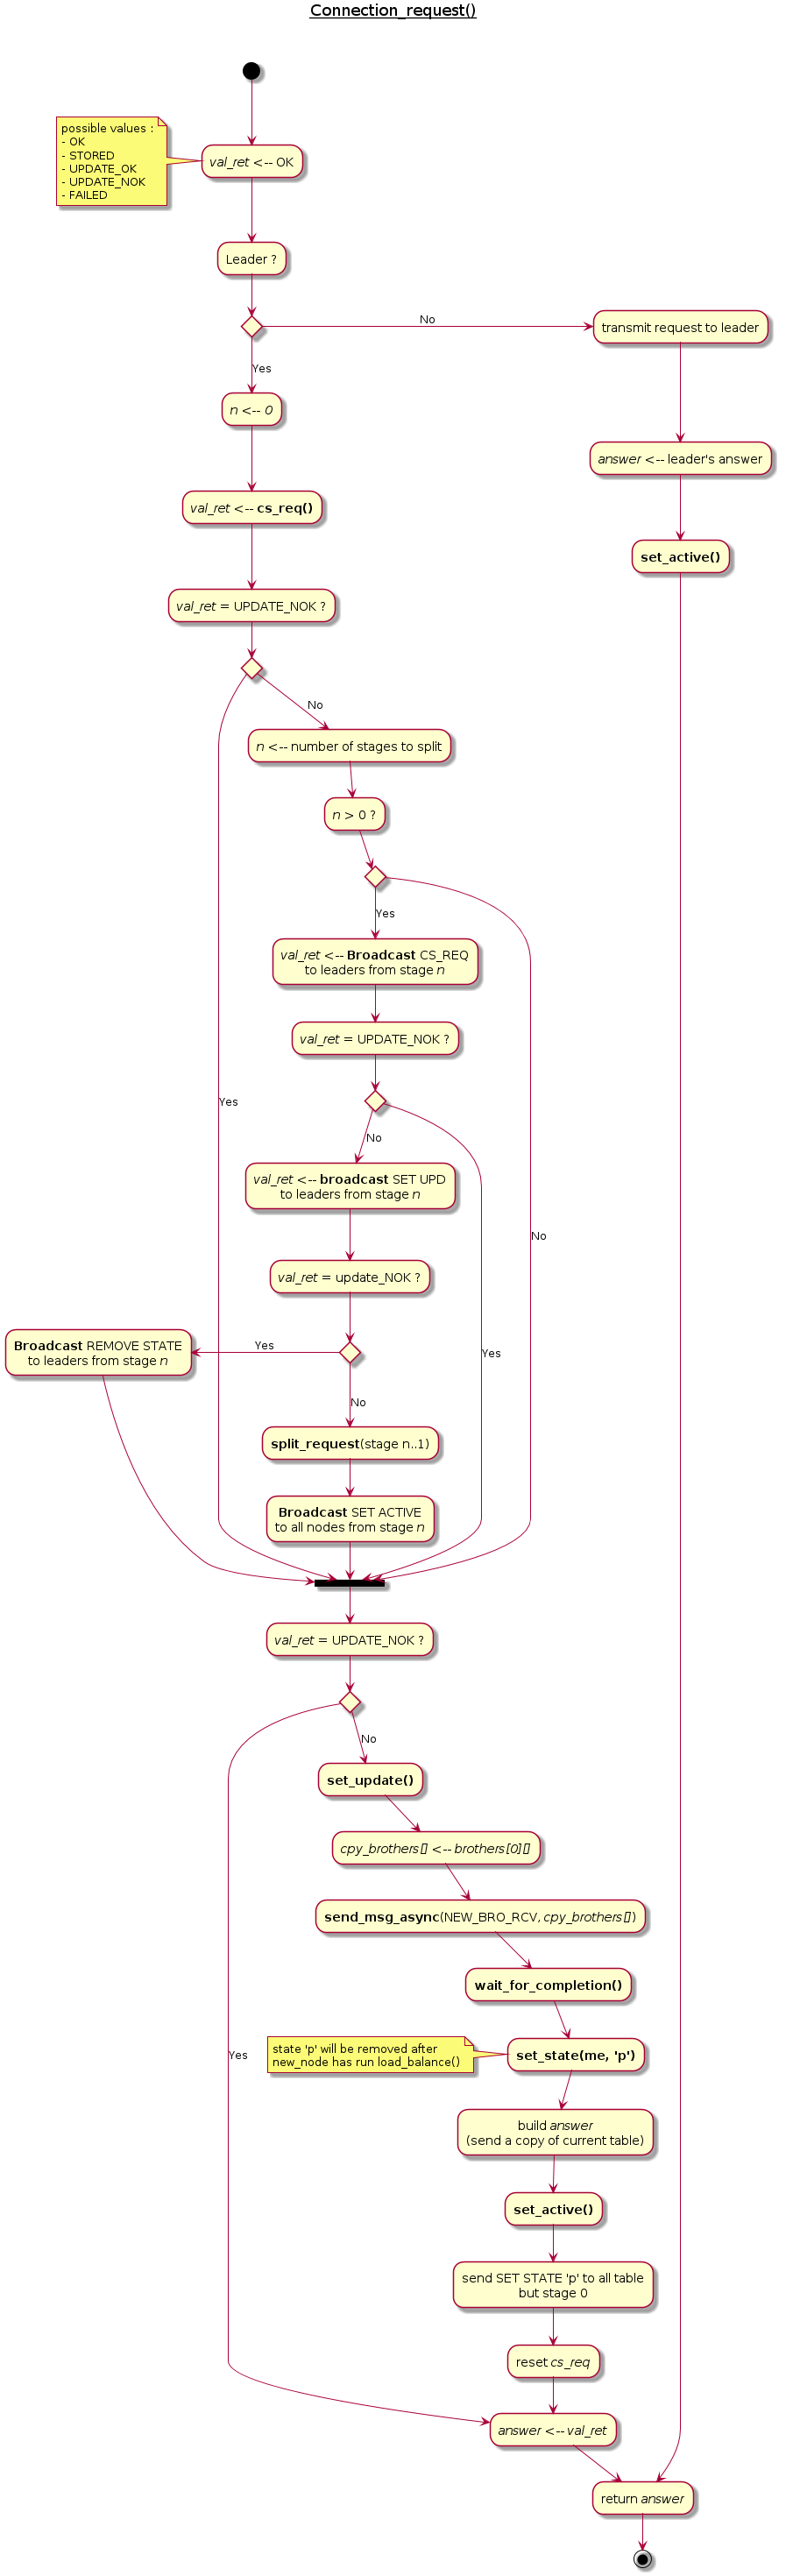 Connection_request()
possible values :
- OK
- STORED
- UPDATE_OK
- UPDATE_NOK
- FAILED
val_ret <-- OK
Leader ?
No
transmit request to leader
Yes
n <-- 0
answer <-- leader's answer
val_ret <-- cs_req()
set_active()
val_ret = UPDATE_NOK ?
No
n <-- number of stages to split
n > 0 ?
Yes
val_ret <-- Broadcast CS_REQ
to leaders from stage n
val_ret = UPDATE_NOK ?
Yes
No
val_ret <-- broadcast SET UPD
to leaders from stage n
No
val_ret = update_NOK ?
Broadcast REMOVE STATE
to leaders from stage n
Yes
Yes
No
split_request(stage n..1)
Broadcast SET ACTIVE
to all nodes from stage n
val_ret = UPDATE_NOK ?
No
set_update()
cpy_brothers[] <-- brothers[0][]
send_msg_async(NEW_BRO_RCV, cpy_brothers[])
wait_for_completion()
Yes
state 'p' will be removed after
new_node has run load_balance()
set_state(me, 'p')
build answer
(send a copy of current table)
set_active()
send SET STATE 'p' to all table
but stage 0
reset cs_req
answer <-- val_ret
return answer